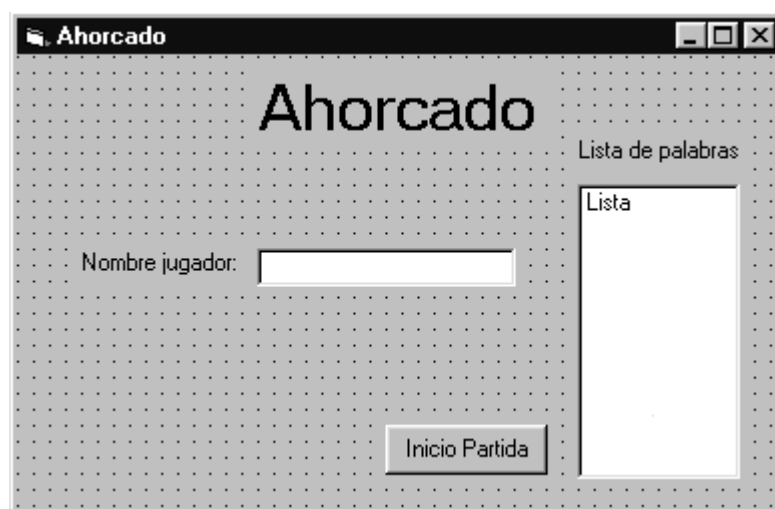 Ahorcado
Ahorcado
Lista de palabras
Lista
Nombre jugador:
Inicio Partida